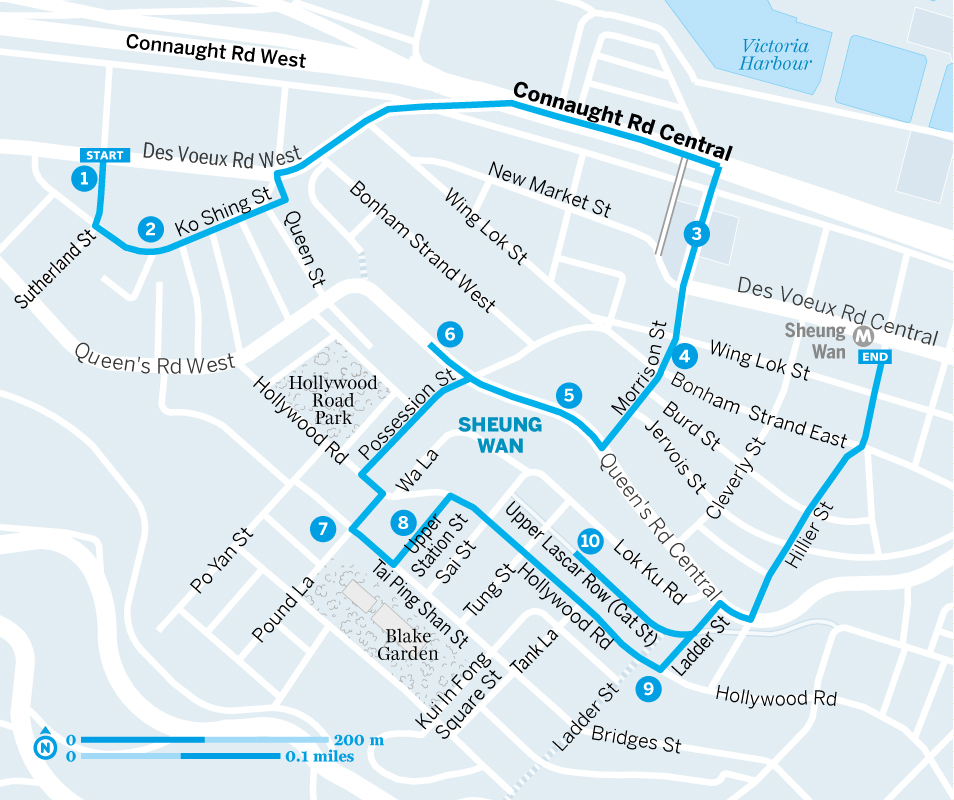 Victoria
Harbour
Connaught Rd West
Connaught Rd Central
START
Des Voeux Rd West
1
New Market St
2
Ko Shing St
Wing Lok St
Bonham Strand West
Queen St
3
Sutherland St
Des Voeux Rd Central
Sheung
Wan
M
END
6
4
Morrison St
Wing Lok St
Queen's Rd West
Bonham Strand East
Hollywood
Road
Park
Possession St
5
Burd St
SHEUNG
WAN
Jervois St
Cleverly St
Hollywood Rd
Wa La
Queen's Rd Central
7
8
Upper
Station St
Upper Lascar Row (Cat St)
10
Lok Ku Rd
Hillier St
Po Yan St
Sai St
Tung St
Hollywood Rd
Tai Ping Shan St
Pound La
Blake
Garden
Tank La
Ladder St
9
Kui In Fong
Square St
Ladder St
Hollywood Rd
Bridges St
N
0
200 m
0
0.1 miles